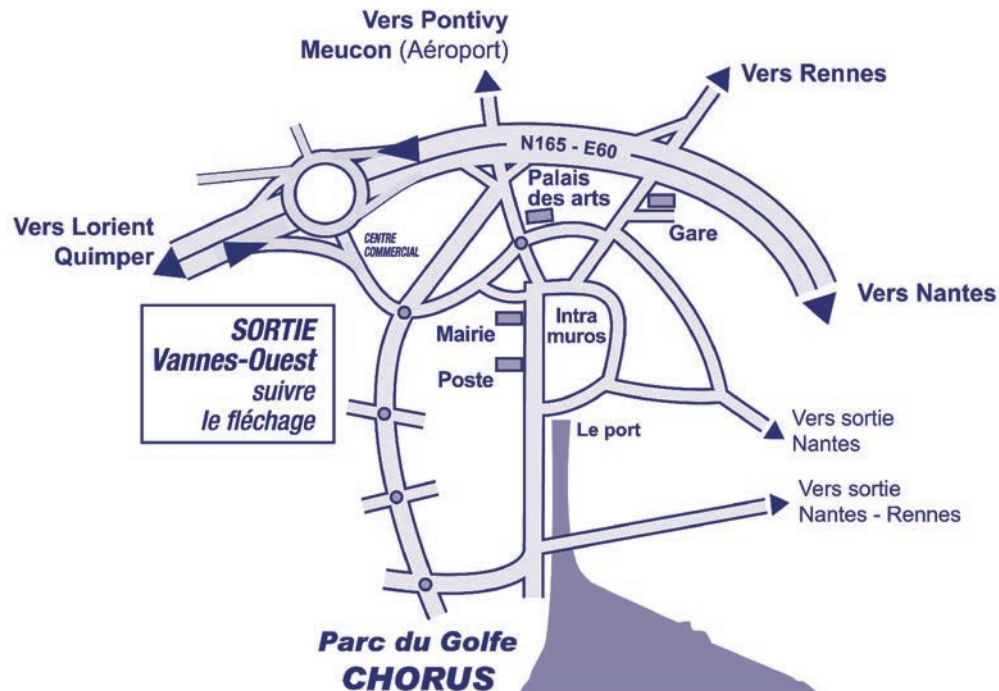 Vers Pontivy
Meucon (Aéroport)
Vers Rennes
N165 - E60
Palais
des arts
Gare
Vers Lorient
Quimper
CENTRE
COMMERCIAL
Vers Nantes
SORTIE
Vannes-Ouest
suivre
le fléchage
Mairie
Intra
muros
Poste
Le port
Vers sortie
Nantes
Vers sortie
Nantes - Rennes
Parc du Golfe
CHORUS